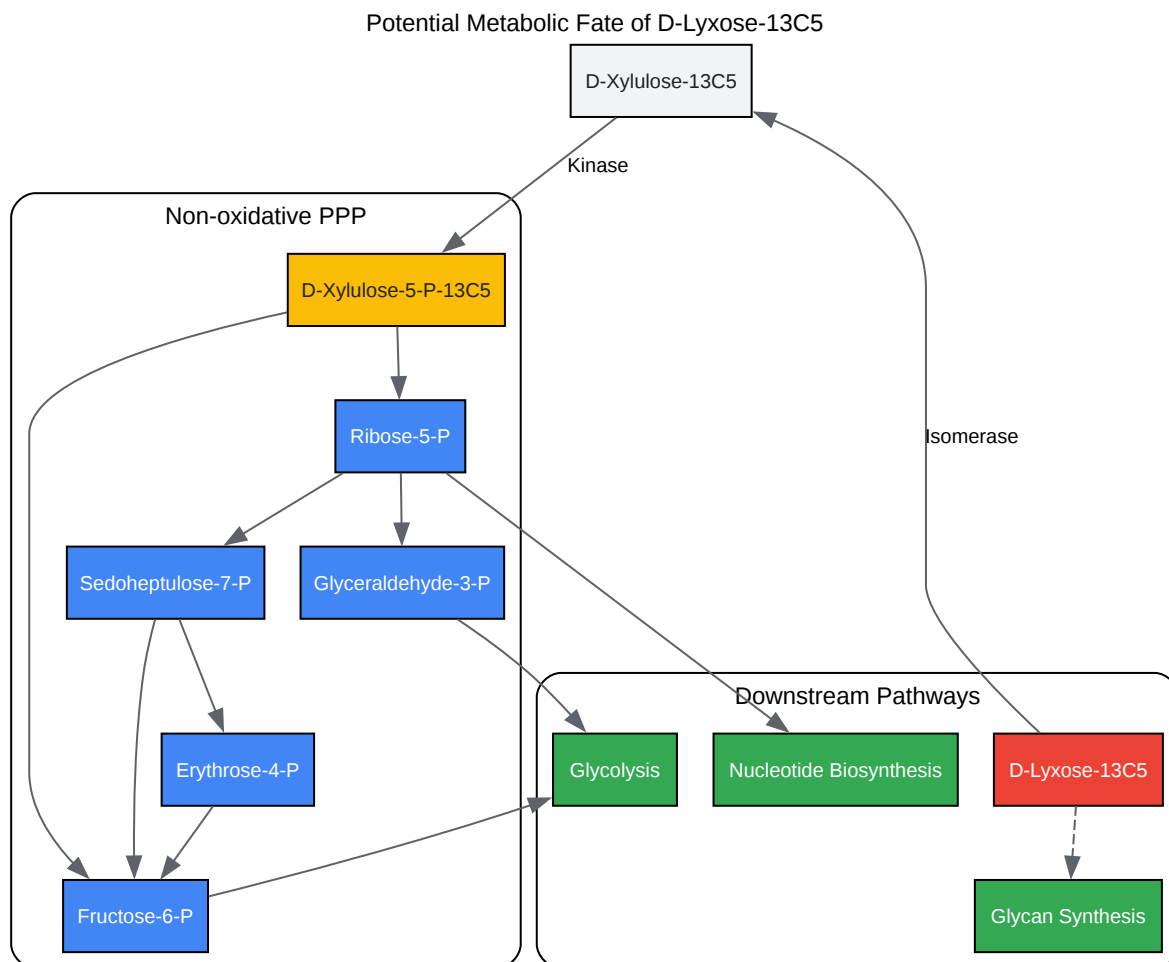 Potential Metabolic Fate of D-Lyxose-13C5
D-Xylulose-13C5
Kinase
Non-oxidative PPP
D-Xylulose-5-P-13C5
Ribose-5-P
Isomerase
Sedoheptulose-7-P
Glyceraldehyde-3-P
Downstream Pathways
Erythrose-4-P
Glycolysis
Nucleotide Biosynthesis
D-Lyxose-13C5
Fructose-6-P
Glycan Synthesis